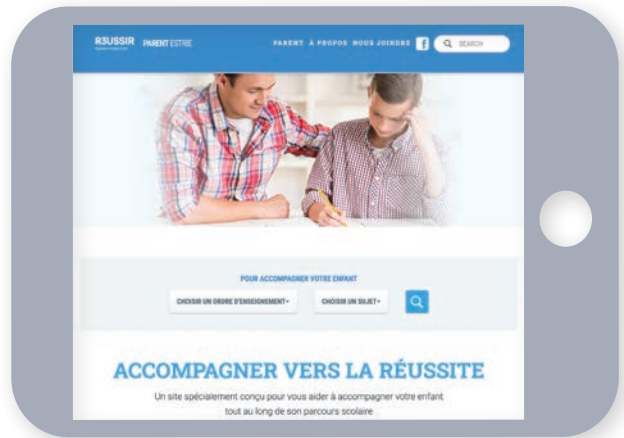 R3USSIR PARENT ESTRIE PARENT À PROPOS NOUS JOINDRE f SEARCH
POUR ACCOMPAGNER VOTRE ENFANT
CHOISIR UN ORDRE D'ENSEIGNEMENT CHOISIR UN SUJET
ACCOMPAGNER VERS LA RÉUSSITE
Un site spécialement conçu pour vous aider à accompagner votre enfant
tout au long de son parcours scolaire